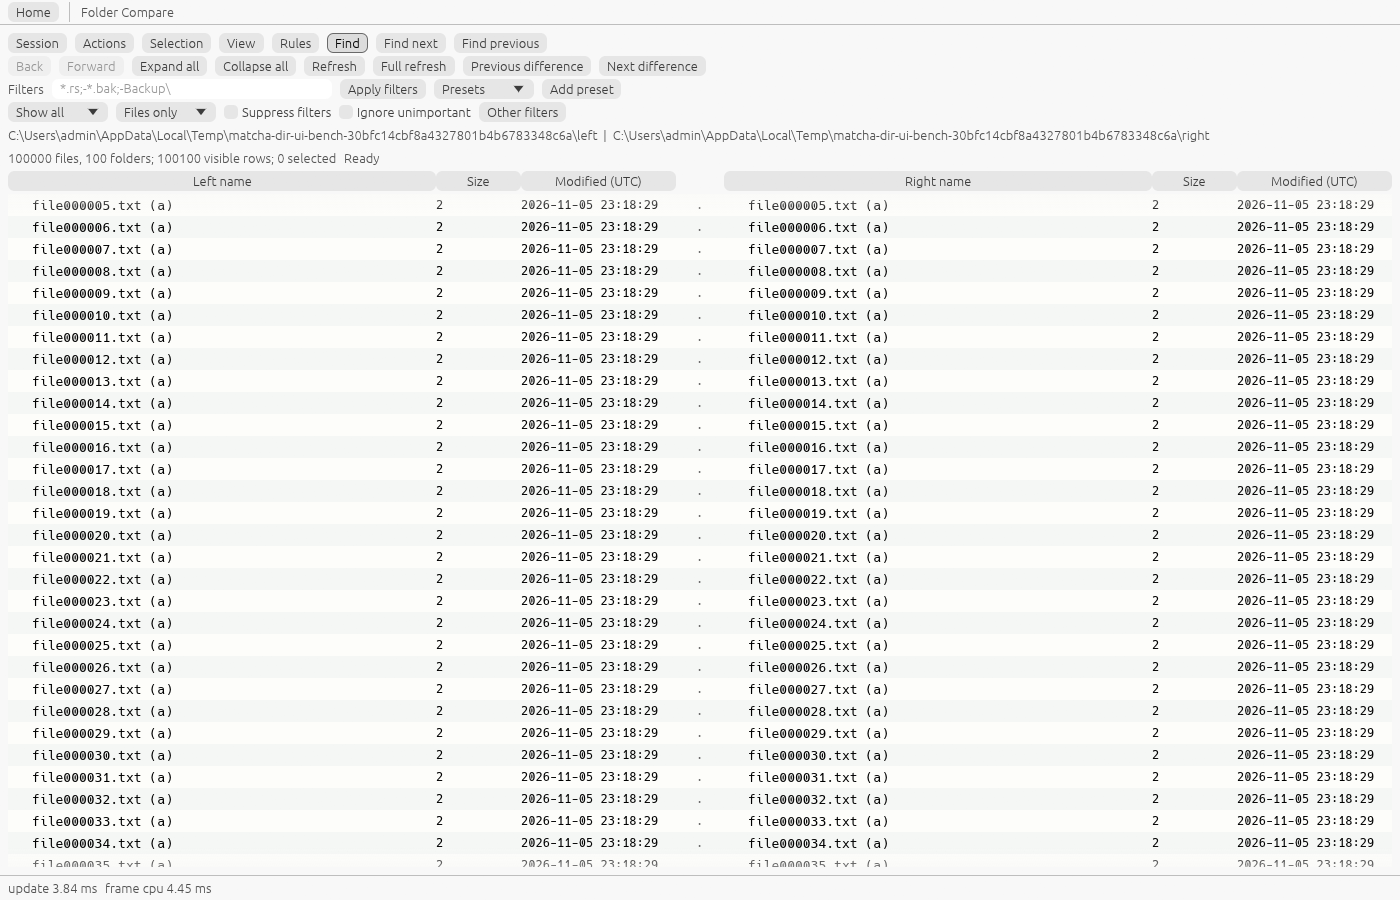 Home Folder Compare
Session Actions Selection View Rules Find Find next Find previous
Back Forward Expand all Collapse all Refresh Full refresh Previous difference Next difference
Filters *.rs;-*.bak;-Backup\ Apply filters Presets Add preset
Show all Files only Suppress filters Ignore unimportant Other filters
C:\Users\admin\AppData\Local\Temp\matcha-dir-ui-bench-30bfc14cbf8a4327801b4b6783348c6a\left | C:\Users\admin\AppData\Local\Temp\matcha-dir-ui-bench-30bfc14cbf8a4327801b4b6783348c6a\right
100000 files, 100 folders; 100100 visible rows; 0 selected Ready
Left name Size Modified (UTC) Right name Size Modified (UTC)
file000005.txt (a) 2 2026-11-05 23:18:29 . file000005.txt (a) 2 2026-11-05 23:18:29
file000006.txt (a) 2 2026-11-05 23:18:29 . file000006.txt (a) 2 2026-11-05 23:18:29
file000007.txt (a) 2 2026-11-05 23:18:29 . file000007.txt (a) 2 2026-11-05 23:18:29
file000008.txt (a) 2 2026-11-05 23:18:29 . file000008.txt (a) 2 2026-11-05 23:18:29
file000009.txt (a) 2 2026-11-05 23:18:29 . file000009.txt (a) 2 2026-11-05 23:18:29
file000010.txt (a) 2 2026-11-05 23:18:29 . file000010.txt (a) 2 2026-11-05 23:18:29
file000011.txt (a) 2 2026-11-05 23:18:29 . file000011.txt (a) 2 2026-11-05 23:18:29
file000012.txt (a) 2 2026-11-05 23:18:29 . file000012.txt (a) 2 2026-11-05 23:18:29
file000013.txt (a) 2 2026-11-05 23:18:29 . file000013.txt (a) 2 2026-11-05 23:18:29
file000014.txt (a) 2 2026-11-05 23:18:29 . file000014.txt (a) 2 2026-11-05 23:18:29
file000015.txt (a) 2 2026-11-05 23:18:29 . file000015.txt (a) 2 2026-11-05 23:18:29
file000016.txt (a) 2 2026-11-05 23:18:29 . file000016.txt (a) 2 2026-11-05 23:18:29
file000017.txt (a) 2 2026-11-05 23:18:29 . file000017.txt (a) 2 2026-11-05 23:18:29
file000018.txt (a) 2 2026-11-05 23:18:29 . file000018.txt (a) 2 2026-11-05 23:18:29
file000019.txt (a) 2 2026-11-05 23:18:29 . file000019.txt (a) 2 2026-11-05 23:18:29
file000020.txt (a) 2 2026-11-05 23:18:29 . file000020.txt (a) 2 2026-11-05 23:18:29
file000021.txt (a) 2 2026-11-05 23:18:29 . file000021.txt (a) 2 2026-11-05 23:18:29
file000022.txt (a) 2 2026-11-05 23:18:29 . file000022.txt (a) 2 2026-11-05 23:18:29
file000023.txt (a) 2 2026-11-05 23:18:29 . file000023.txt (a) 2 2026-11-05 23:18:29
file000024.txt (a) 2 2026-11-05 23:18:29 . file000024.txt (a) 2 2026-11-05 23:18:29
file000025.txt (a) 2 2026-11-05 23:18:29 . file000025.txt (a) 2 2026-11-05 23:18:29
file000026.txt (a) 2 2026-11-05 23:18:29 . file000026.txt (a) 2 2026-11-05 23:18:29
file000027.txt (a) 2 2026-11-05 23:18:29 . file000027.txt (a) 2 2026-11-05 23:18:29
file000028.txt (a) 2 2026-11-05 23:18:29 . file000028.txt (a) 2 2026-11-05 23:18:29
file000029.txt (a) 2 2026-11-05 23:18:29 . file000029.txt (a) 2 2026-11-05 23:18:29
file000030.txt (a) 2 2026-11-05 23:18:29 . file000030.txt (a) 2 2026-11-05 23:18:29
file000031.txt (a) 2 2026-11-05 23:18:29 . file000031.txt (a) 2 2026-11-05 23:18:29
file000032.txt (a) 2 2026-11-05 23:18:29 . file000032.txt (a) 2 2026-11-05 23:18:29
file000033.txt (a) 2 2026-11-05 23:18:29 . file000033.txt (a) 2 2026-11-05 23:18:29
file000034.txt (a) 2 2026-11-05 23:18:29 . file000034.txt (a) 2 2026-11-05 23:18:29
file000035.txt (a) 2 2026-11-05 23:18:29 file000035.txt (a) 2 2026-11-05 23:18:29
update 3.84 ms frame cpu 4.45 ms